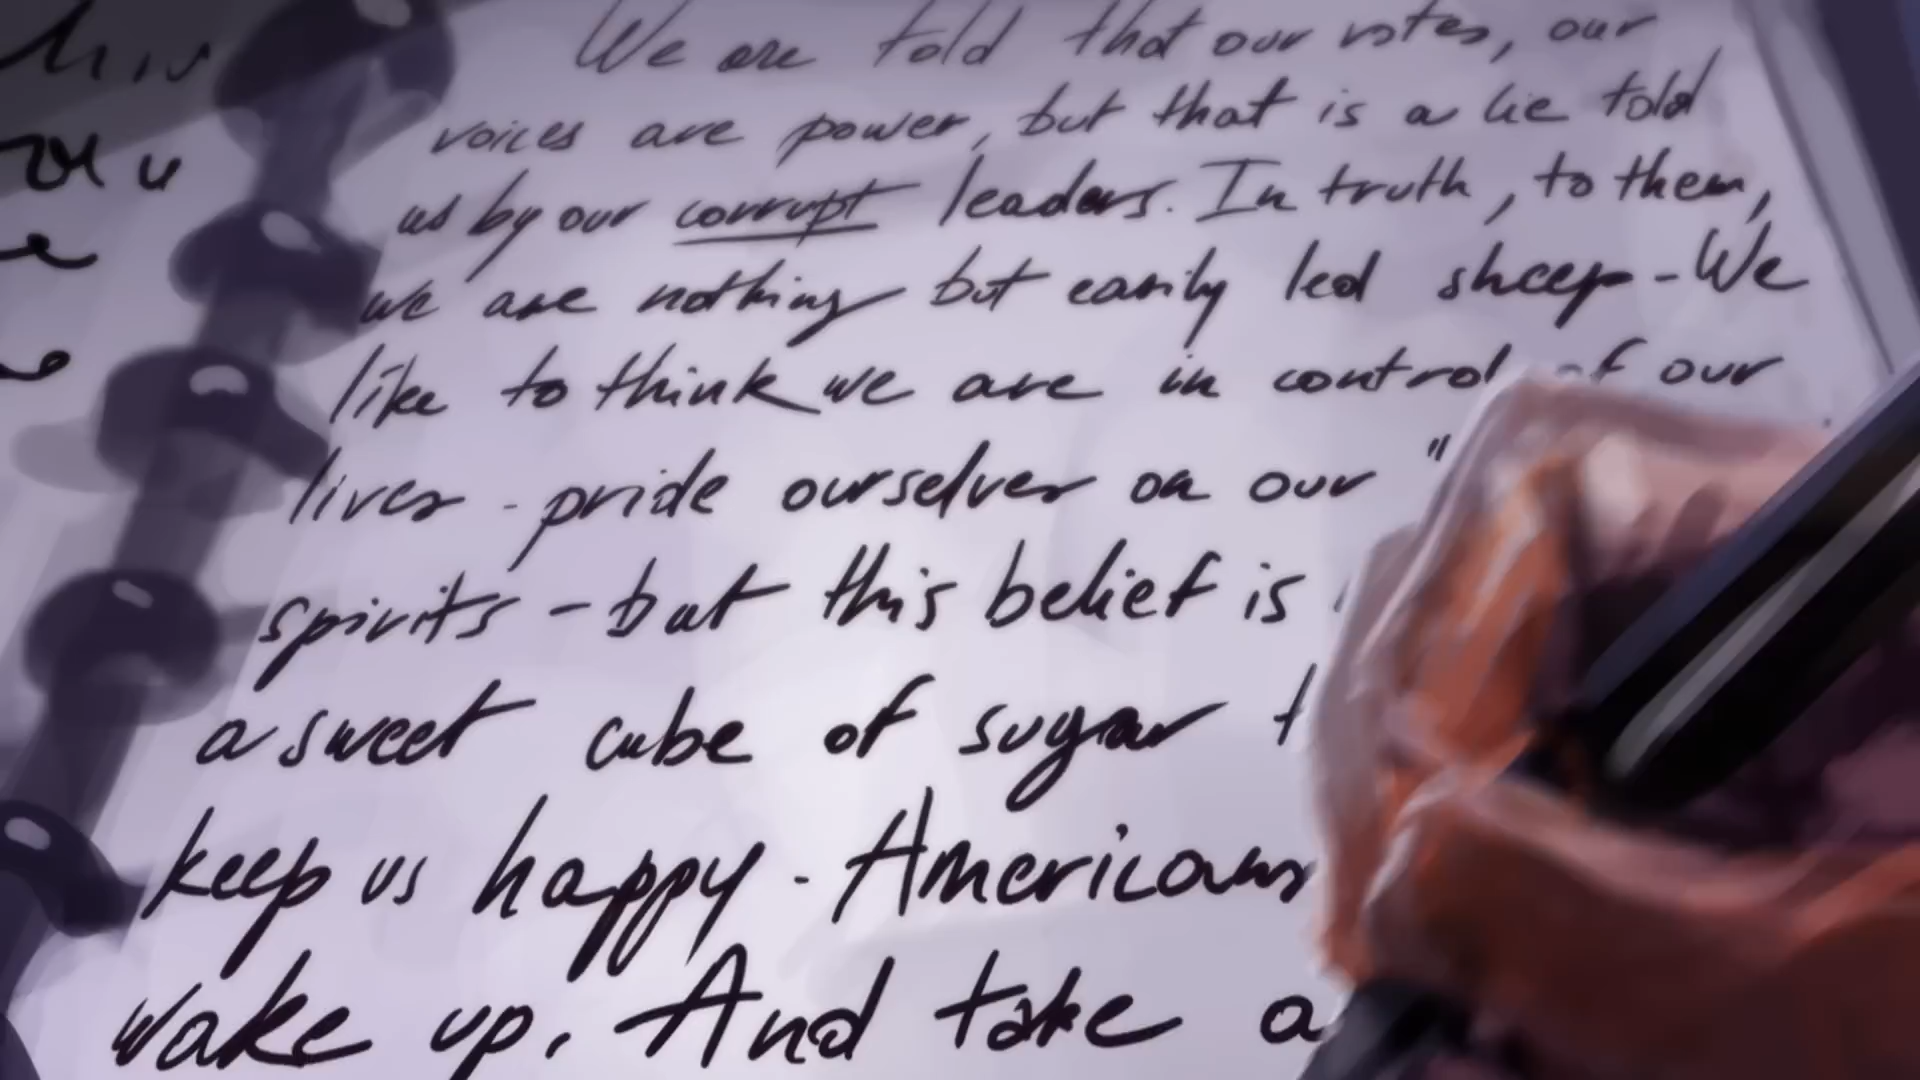 We are told that our votes, our
voices are power, but that is a lie told
us by our corrupt leaders. In truth, to them,
we are nothing but easily led sheep - We
like to think we are in control of our
lives - pride ourselves on our "
spirits - but this belief is
a sweet cube of sugar t
keep us happy - Americans
wake up. And take a